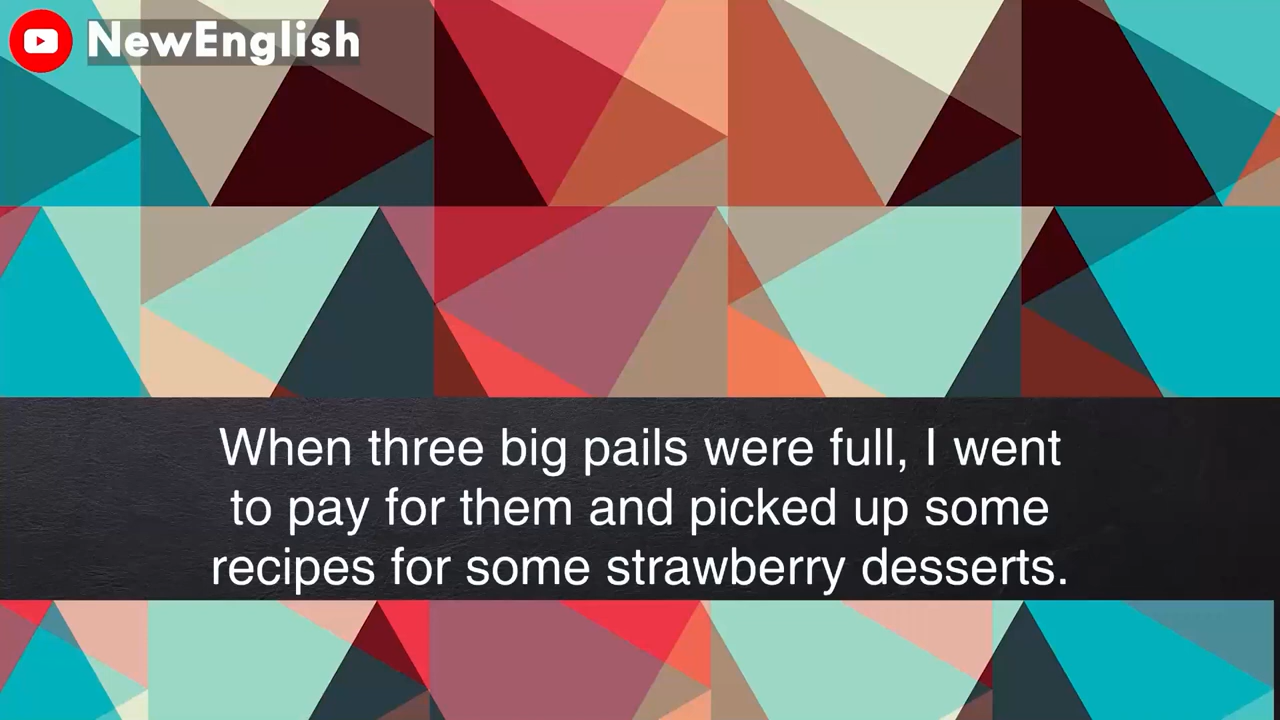 NewEnglish
When three big pails were full, I went
to pay for them and picked up some
recipes for some strawberry desserts.